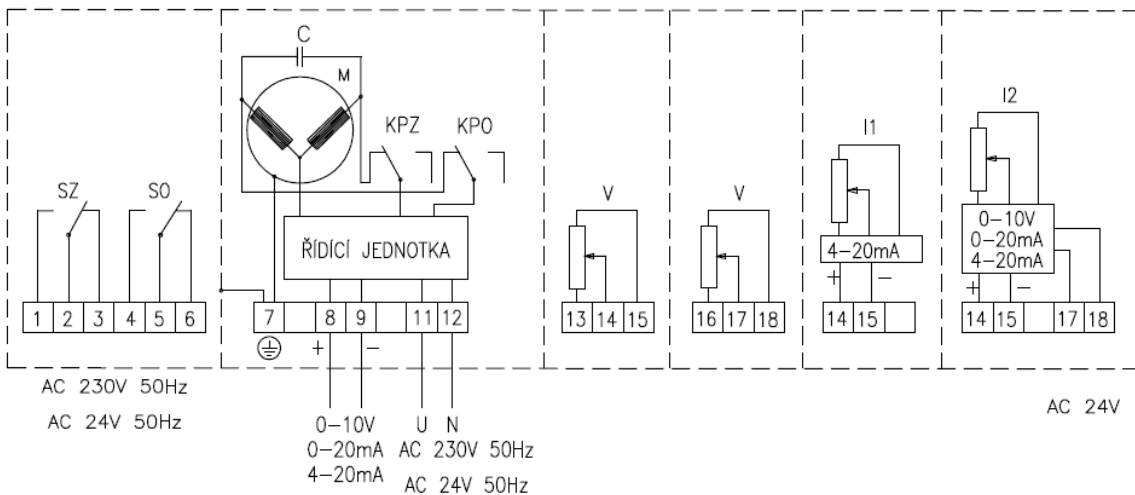 C
M
KPZ
KPO
SZ
SO
ŘÍDÍCÍ JEDNOTKA
V
V
I1
4-20mA
+ -
I2
0-10V
0-20mA
4-20mA
+ -
1 2 3 4 5 6
7 8 9 11 12
13 14 15
16 17 18
14 15
14 15 17 18
+ -
AC 230V 50Hz
AC 24V 50Hz
0-10V
0-20mA
4-20mA
U N
AC 230V 50Hz
AC 24V 50Hz
AC 24V